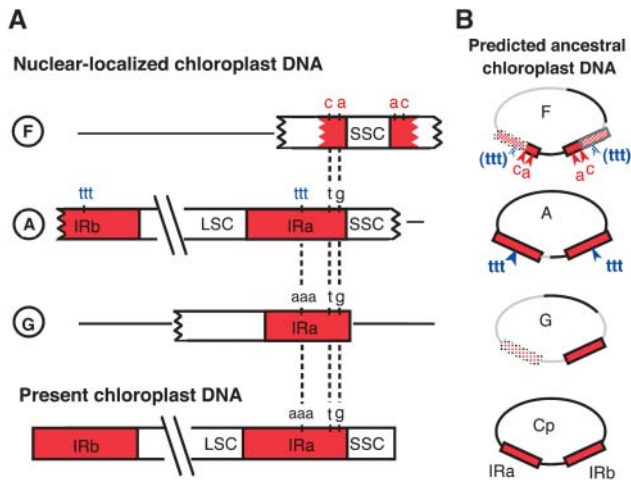 A
Nuclear-localized chloroplast DNA
c a a c
F SSC
ttt ttt t g
A IRb LSC IRa SSC
aaa t g
G IRa
Present chloroplast DNA
aaa t g
IRb LSC IRa SSC
B
Predicted ancestral
chloroplast DNA
F
(ttt) (ttt)
c a a c
A
ttt ttt
G
Cp
IRa IRb